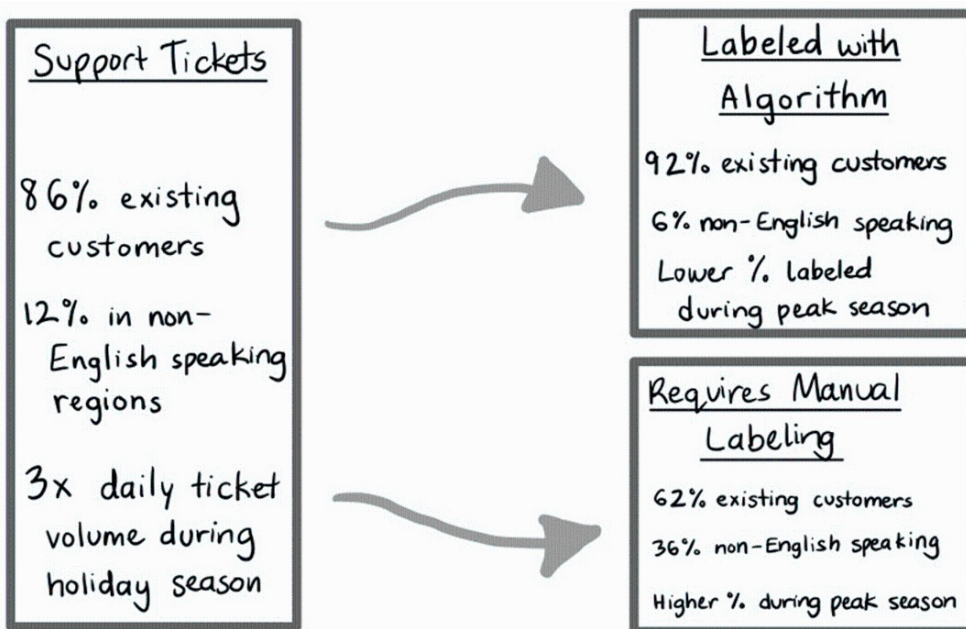 Support Tickets
86% existing
customers
12% in non-
English speaking
regions
3x daily ticket
volume during
holiday season
Labeled with
Algorithm
92% existing customers
6% non-English speaking
Lower % labeled
during peak season
Requires Manual
Labeling
62% existing customers
36% non-English speaking
Higher % during peak season